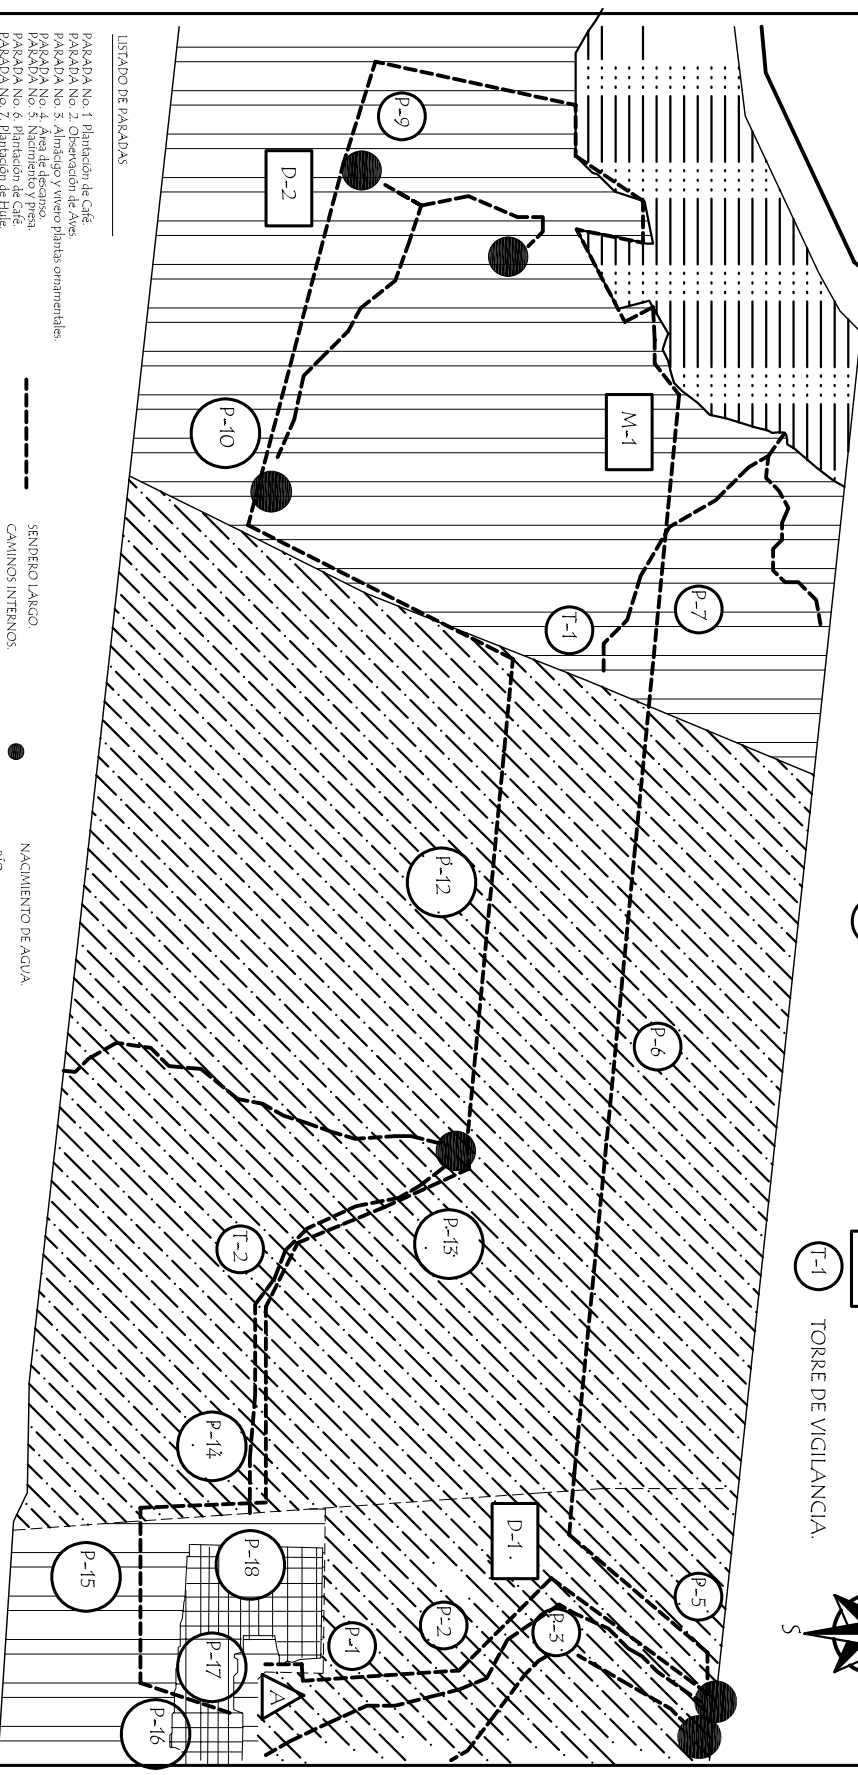 LISTADO DE PARADAS
PARADA No. 1 Plantación de Café.
PARADA No. 2. Observación de Aves.
PARADA No. 3. Almácigo y vivero plantas ornamentales.
PARADA No. 4. Área de descanso.
PARADA No. 5. Nacimiento y presa.
PARADA No. 6. Plantación de Café.
PARADA No. 7. Plantación de Hule.
SENDERO LARGO.
CAMINOS INTERNOS.
NACIMIENTO DE AGUA.
T-1
TORRE DE VIGILANCIA.
S
P-9
D-2
P-10
M-1
P-7
T-1
P-12
P-6
P-13
T-2
P-14
D-1
P-5
P-3
P-2
P-1
A
P-18
P-15
P-17
P-16